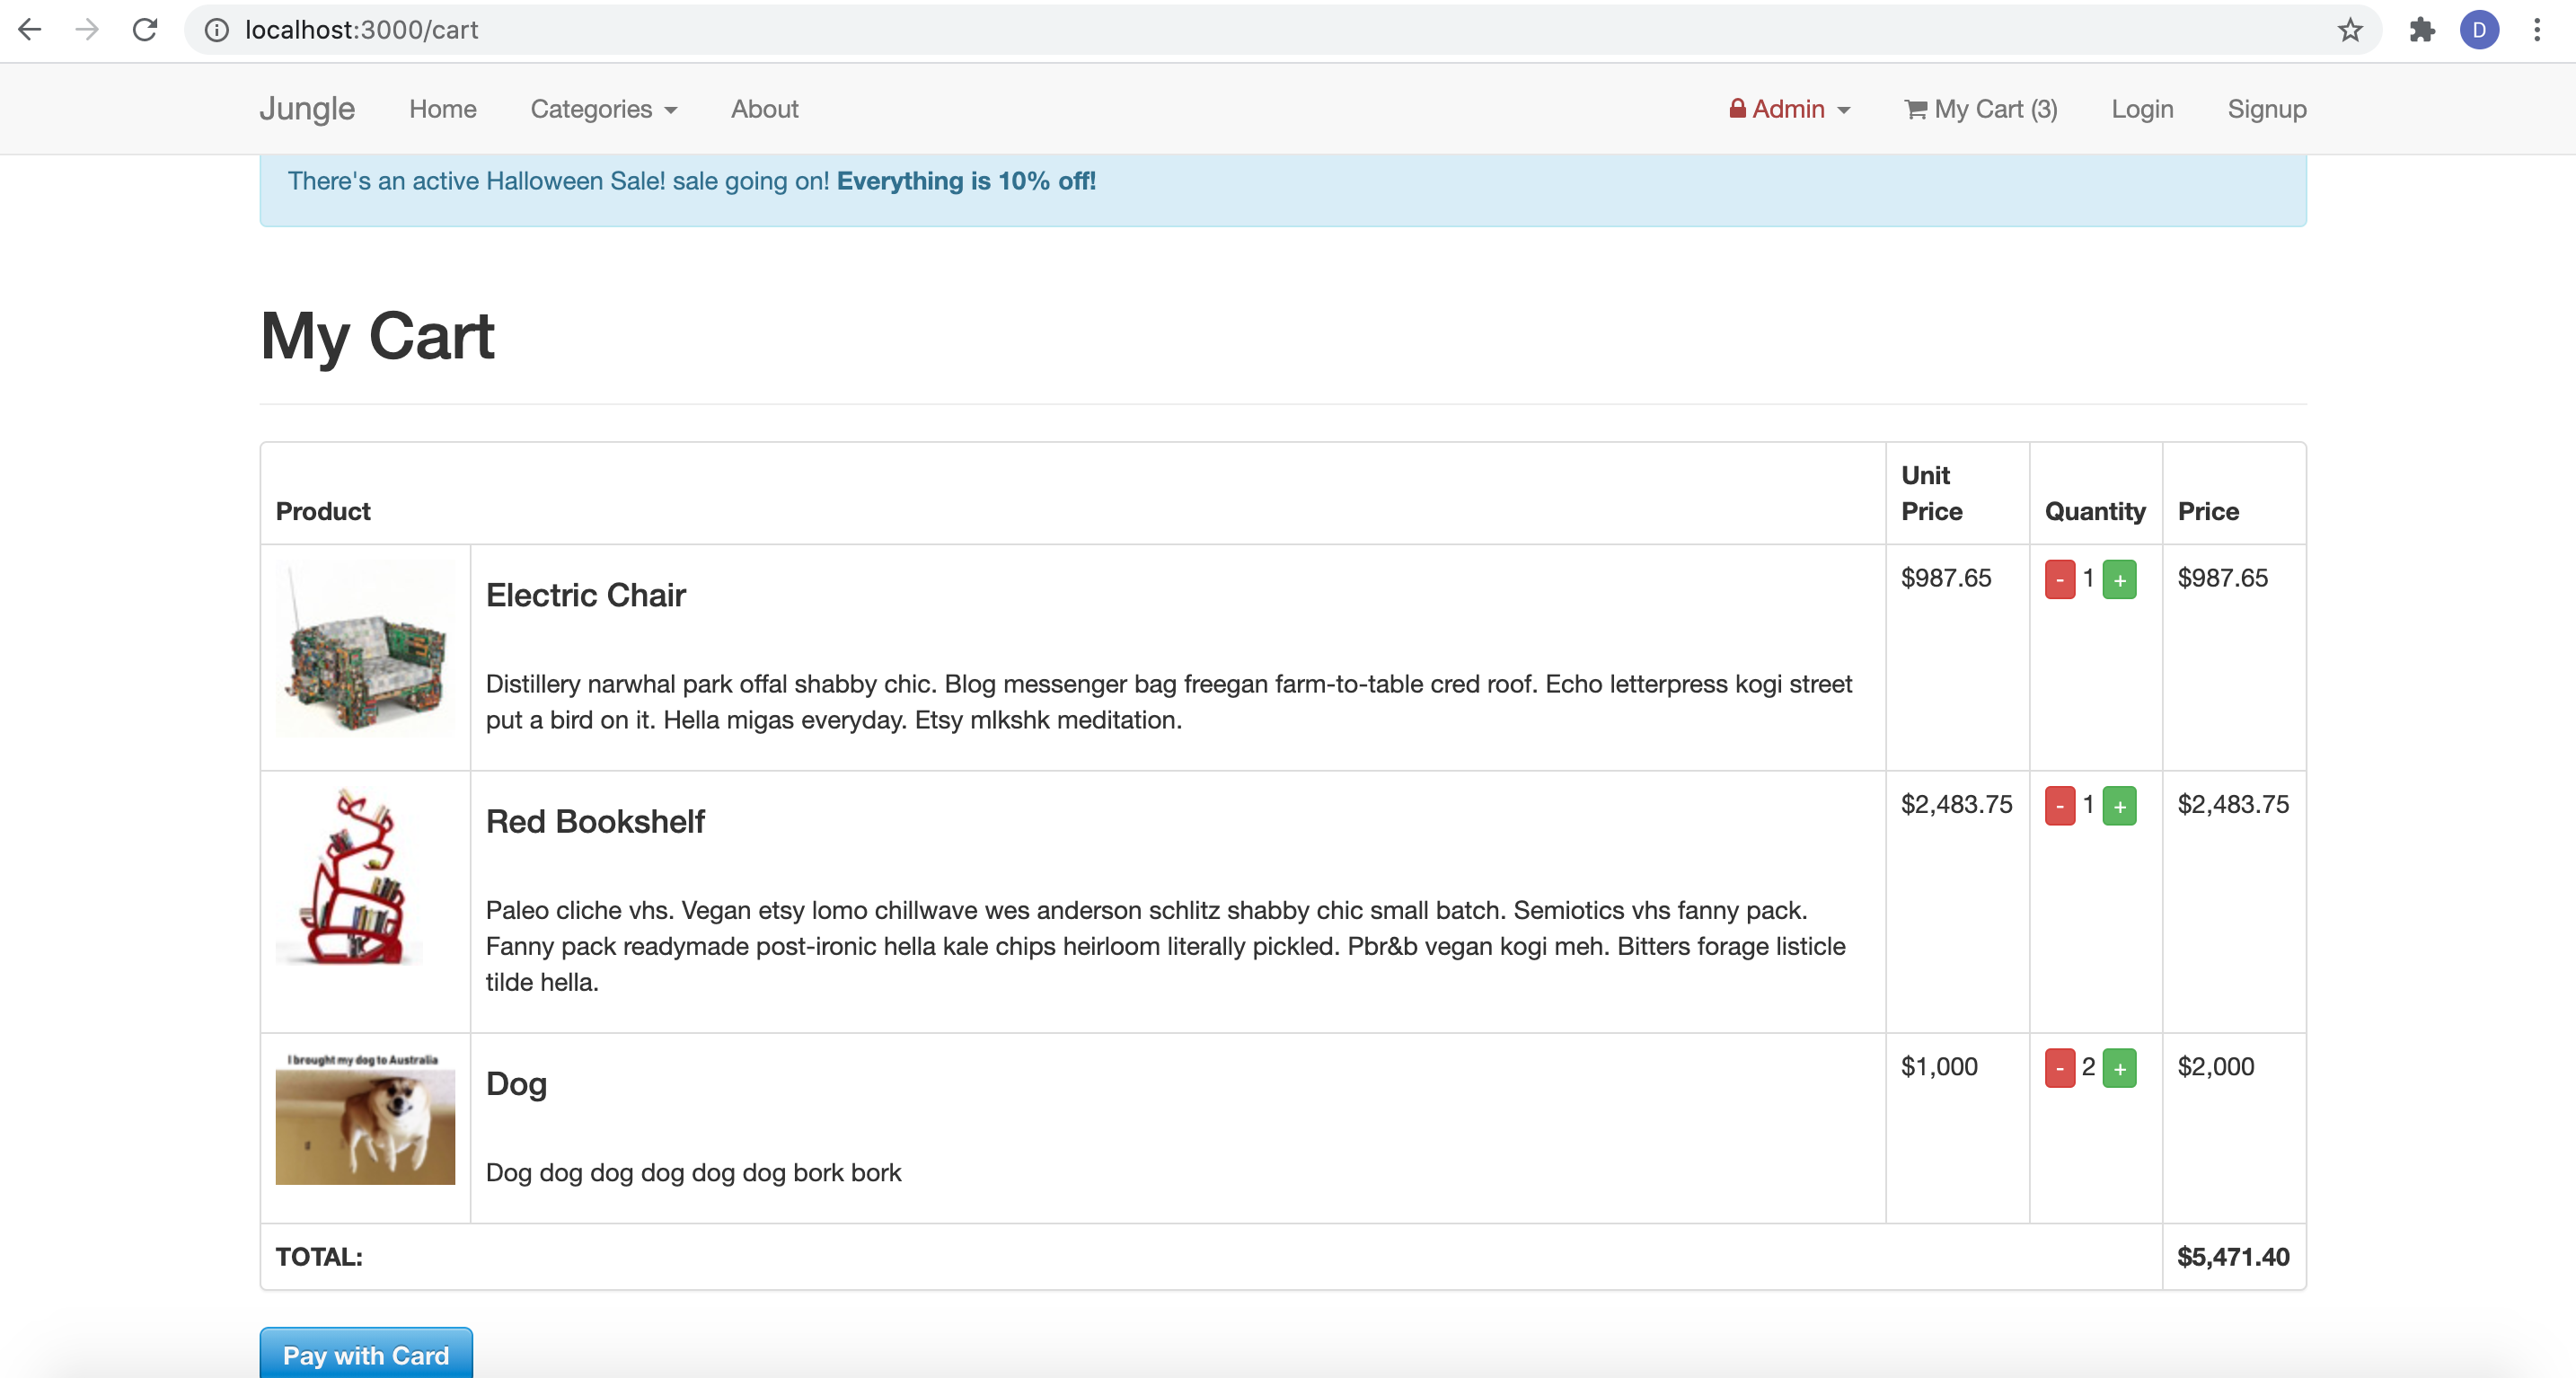 localhost:3000/cart
D
Jungle Home Categories About Admin My Cart (3) Login Signup
There's an active Halloween Sale! sale going on! Everything is 10% off!
My Cart
Product Unit Price Quantity Price
Electric Chair $987.65 - 1 + $987.65
Distillery narwhal park offal shabby chic. Blog messenger bag freegan farm-to-table cred roof. Echo letterpress kogi street
put a bird on it. Hella migas everyday. Etsy mlkshk meditation.
Red Bookshelf $2,483.75 - 1 + $2,483.75
Paleo cliche vhs. Vegan etsy lomo chillwave wes anderson schlitz shabby chic small batch. Semiotics vhs fanny pack.
Fanny pack readymade post-ironic hella kale chips heirloom literally pickled. Pbr&b vegan kogi meh. Bitters forage listicle
tilde hella.
I brought my dog to Australia
Dog $1,000 - 2 + $2,000
Dog dog dog dog dog dog bork bork
TOTAL: $5,471.40
Pay with Card